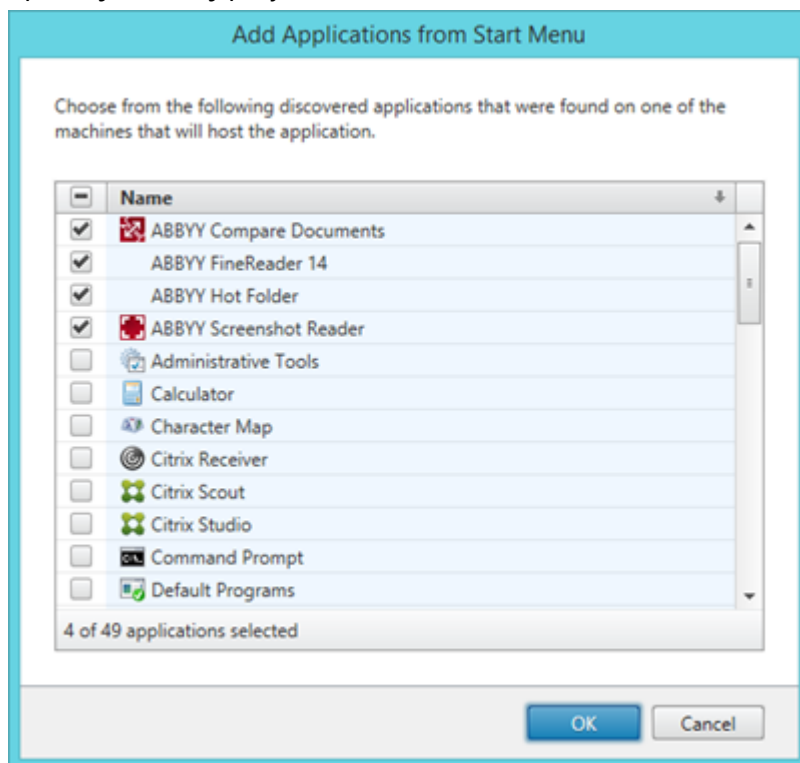 Add Applications from Start Menu
Choose from the following discovered applications that were found on one of the
machines that will host the application.
Name
ABBYY Compare Documents
ABBYY FineReader 14
ABBYY Hot Folder
ABBYY Screenshot Reader
Administrative Tools
Calculator
Character Map
Citrix Receiver
Citrix Scout
Citrix Studio
Command Prompt
Default Programs
4 of 49 applications selected
OK Cancel